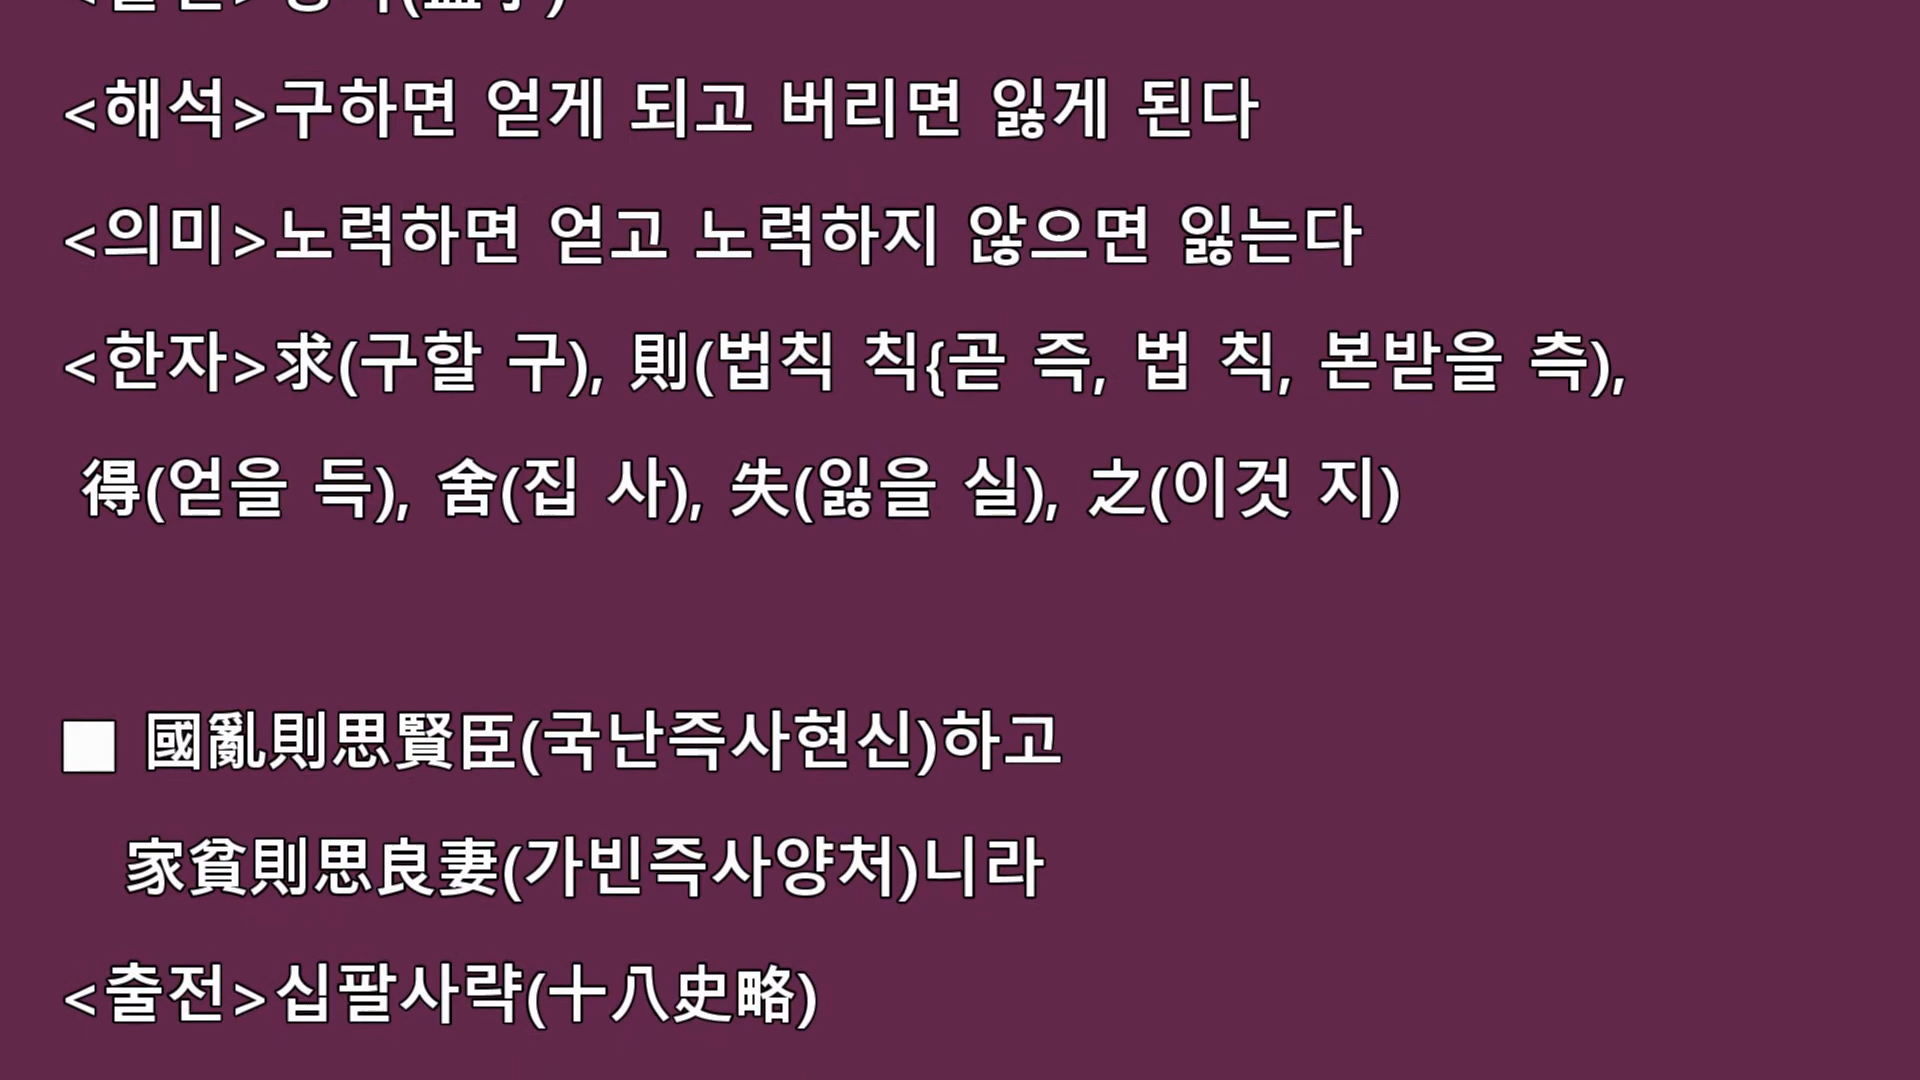 <해석>구하면 얻게 되고 버리면 잃게 된다
<의미>노력하면 얻고 노력하지 않으면 잃는다
<한자>求(구할 구), 則(법칙 칙{곧 즉, 법 칙, 본받을 측),
得(얻을 득), 舍(집 사), 失(잃을 실), 之(이것 지)
■ 國亂則思賢臣(국난즉사현신)하고
家貧則思良妻(가빈즉사양처)니라
<출전>십팔사략(十八史略)